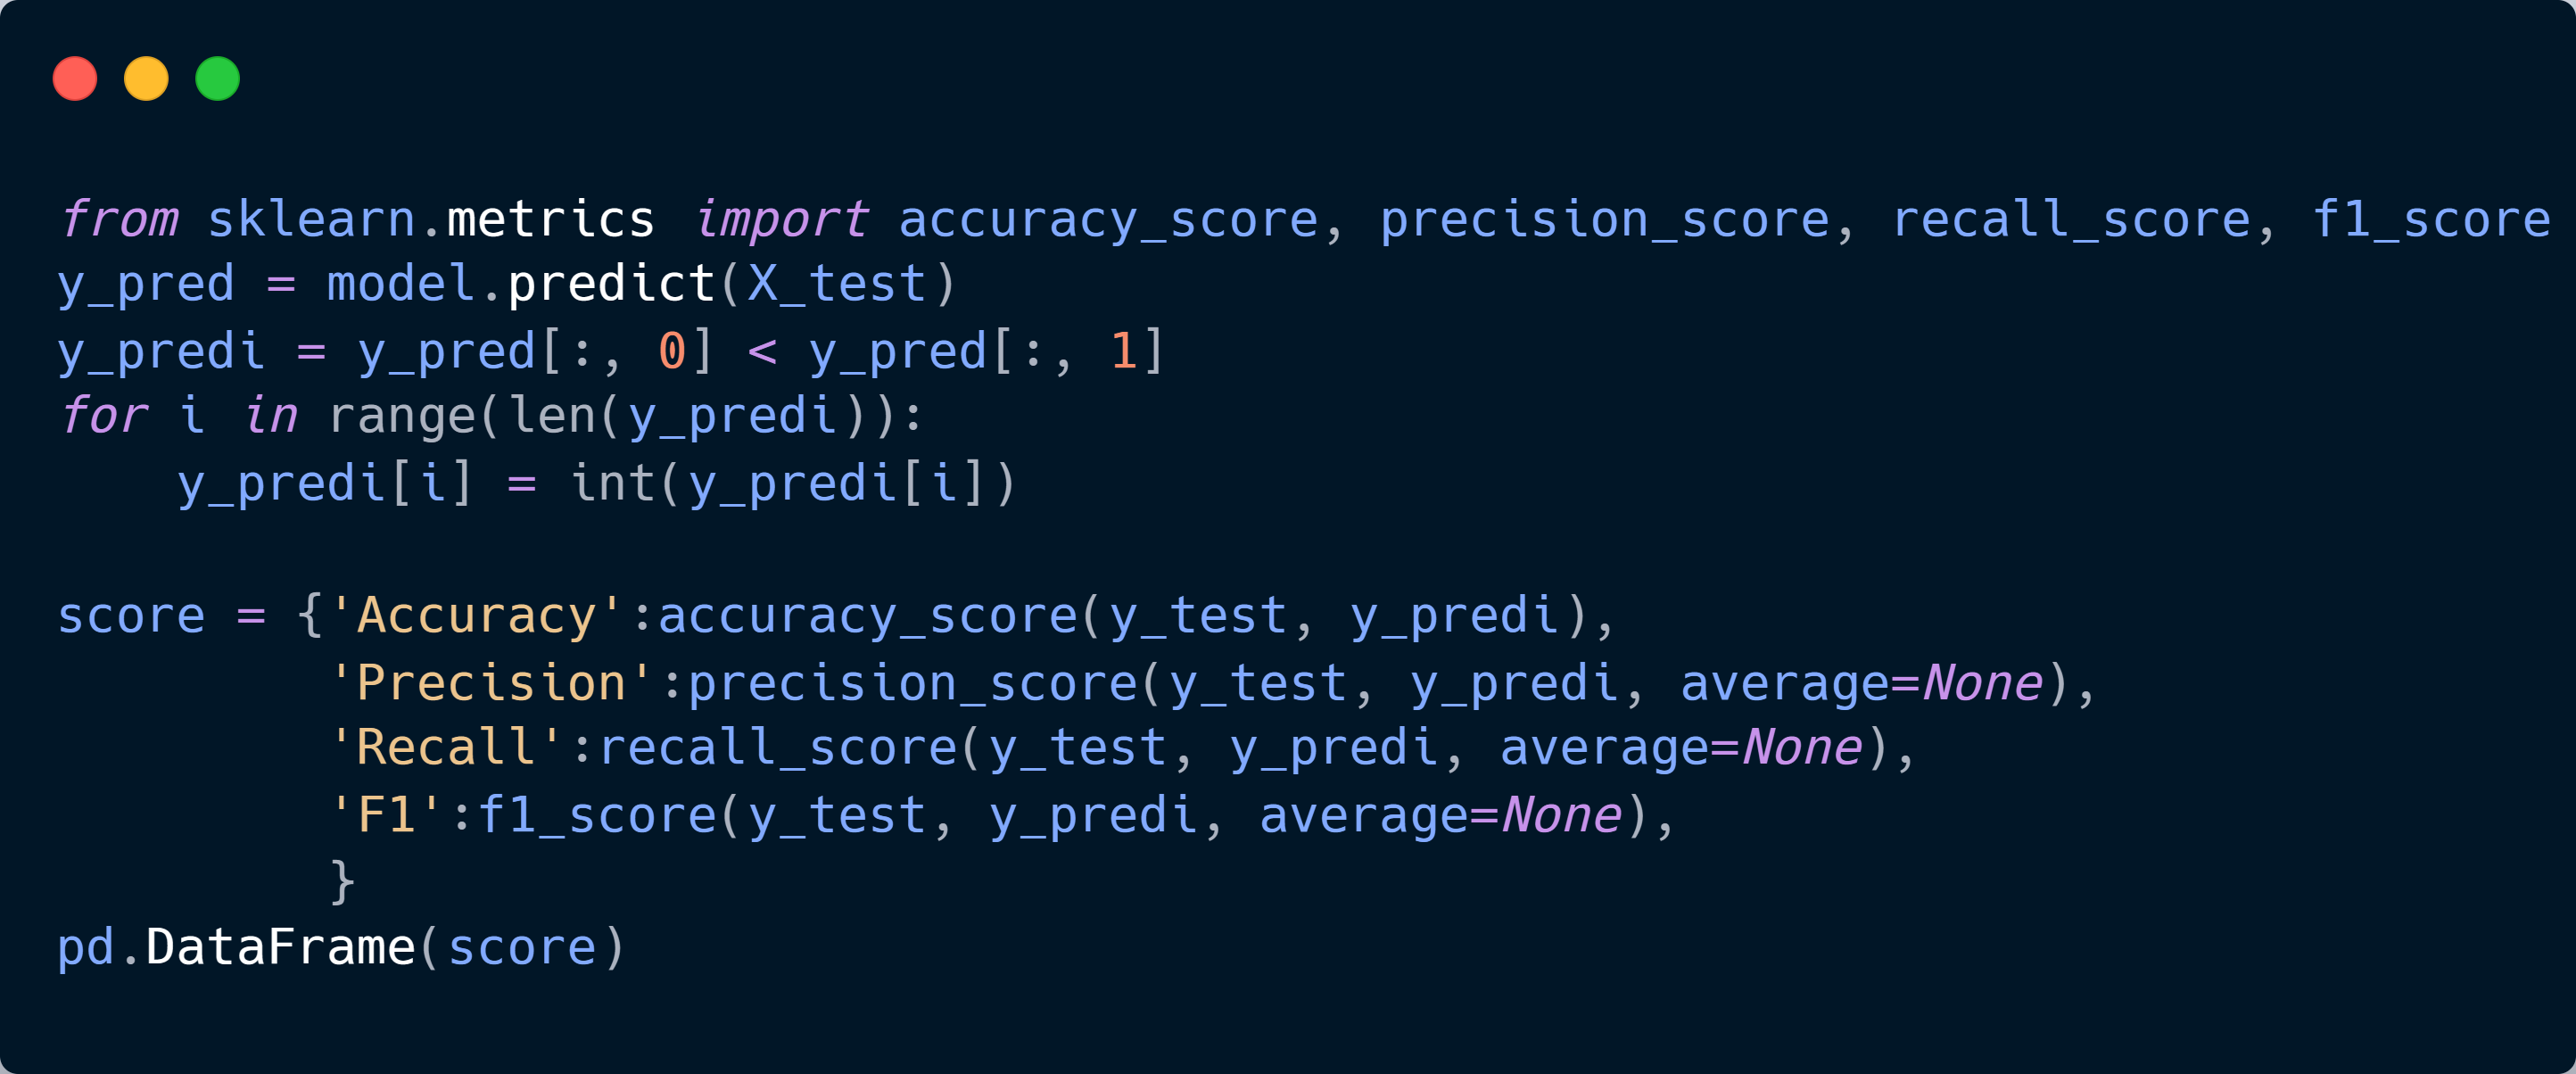 from sklearn.metrics import accuracy_score, precision_score, recall_score, f1_score
y_pred = model.predict(X_test)
y_predi = y_pred[:, 0] < y_pred[:, 1]
for i in range(len(y_predi)):
    y_predi[i] = int(y_predi[i])

score = {'Accuracy':accuracy_score(y_test, y_predi),
         'Precision':precision_score(y_test, y_predi, average=None),
         'Recall':recall_score(y_test, y_predi, average=None),
         'F1':f1_score(y_test, y_predi, average=None),
         }
pd.DataFrame(score)